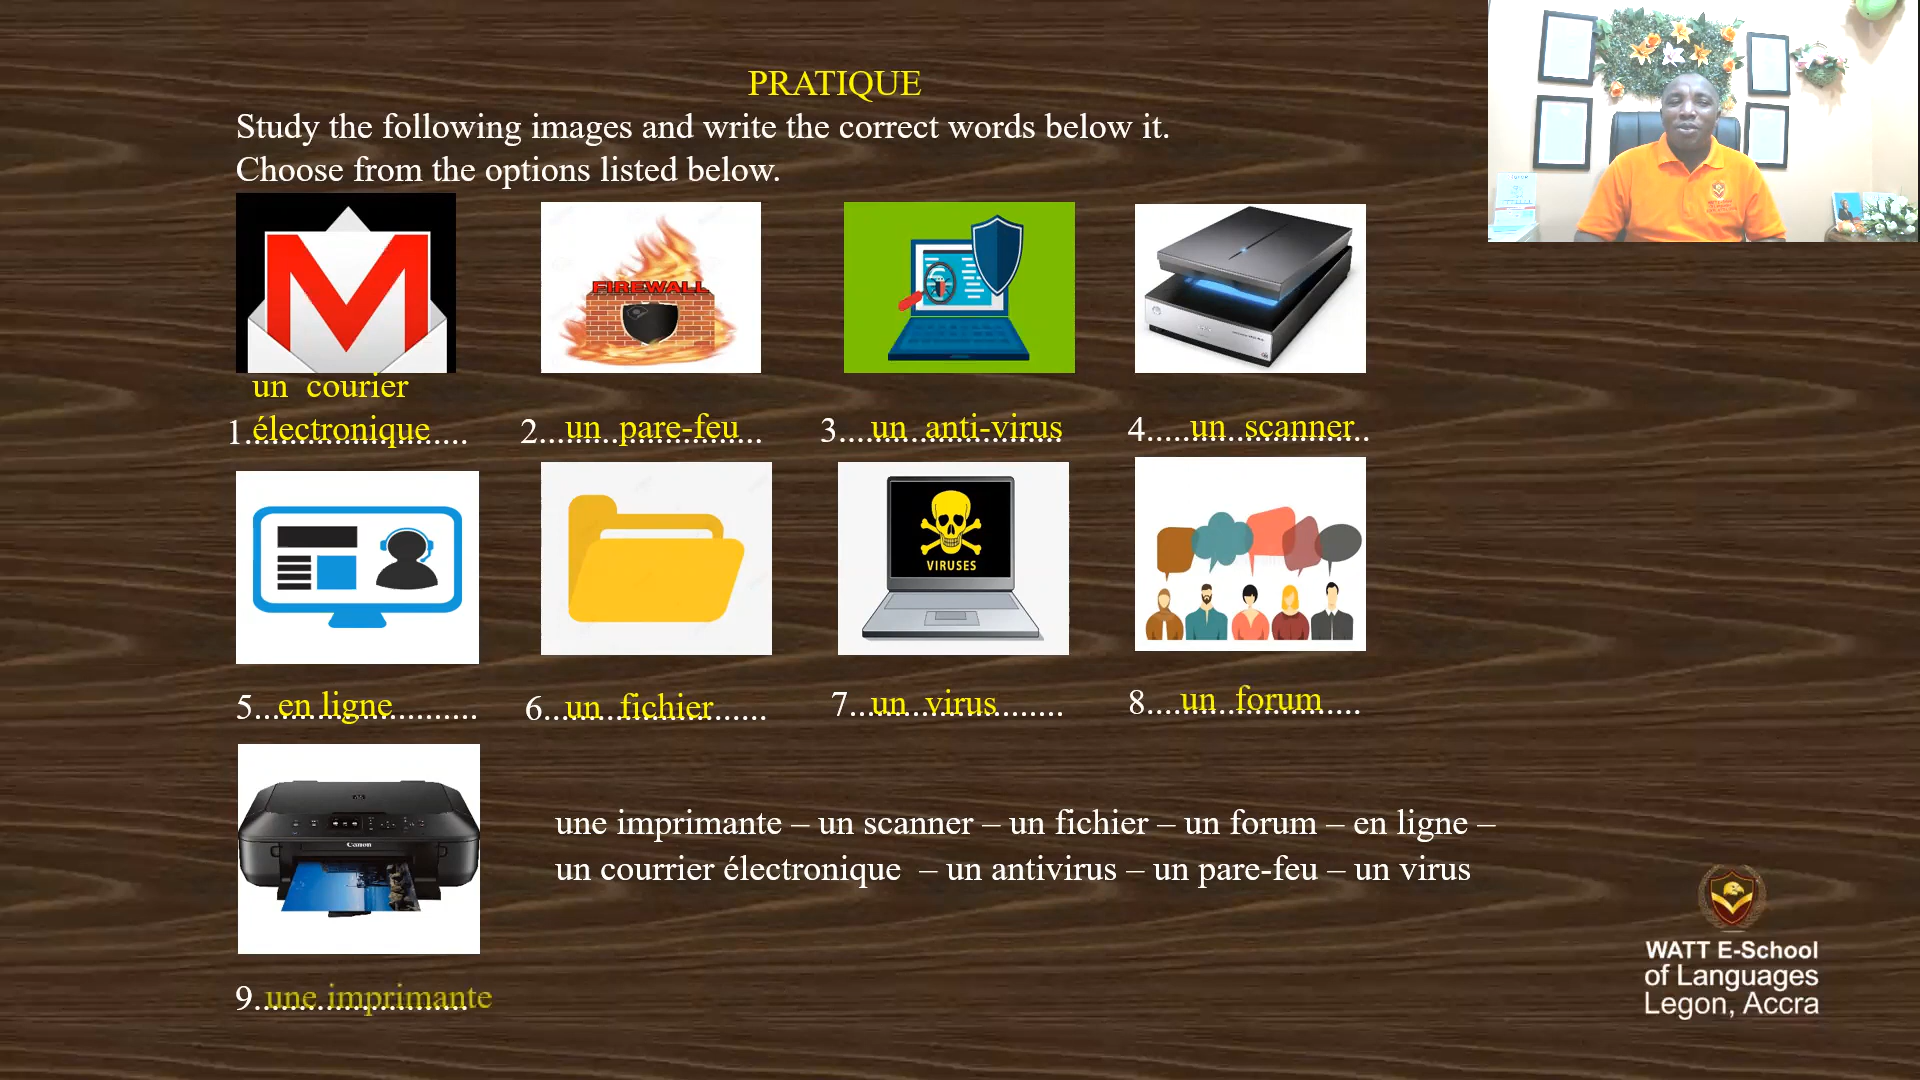 PRATIQUE
Study the following images and write the correct words below it.
Choose from the options listed below.
FIREWALL
un courier
1....électronique....
2...un pare-feu....
3....un anti-virus
4.....un scanner.
VIRUSES
5...en ligne........
6...un fichier......
7...un virus.......
8....un forum....
Canon
une imprimante – un scanner – un fichier – un forum – en ligne –
un courrier électronique – un antivirus – un pare-feu – un virus
9.une imprimante
WATT E-School
of Languages
Legon, Accra